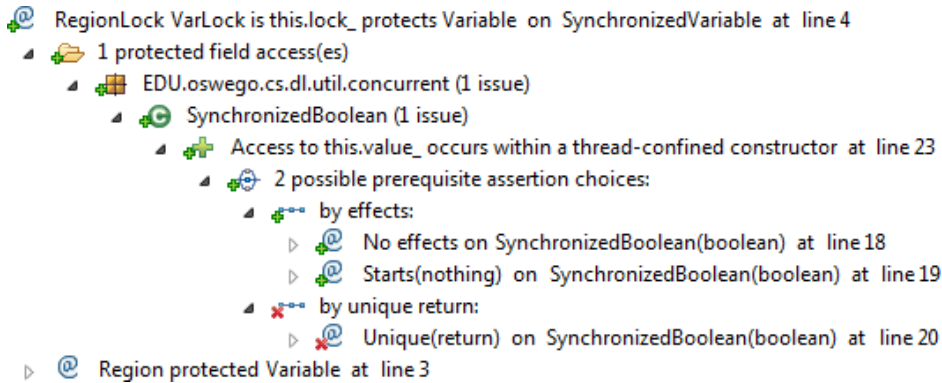 RegionLock VarLock is this.lock_ protects Variable on SynchronizedVariable at line 4
1 protected field access(es)
EDU.oswego.cs.dl.util.concurrent (1 issue)
SynchronizedBoolean (1 issue)
Access to this.value_ occurs within a thread-confined constructor at line 23
2 possible prerequisite assertion choices:
by effects:
No effects on SynchronizedBoolean(boolean) at line 18
Starts(nothing) on SynchronizedBoolean(boolean) at line 19
by unique return:
Unique(return) on SynchronizedBoolean(boolean) at line 20
Region protected Variable at line 3